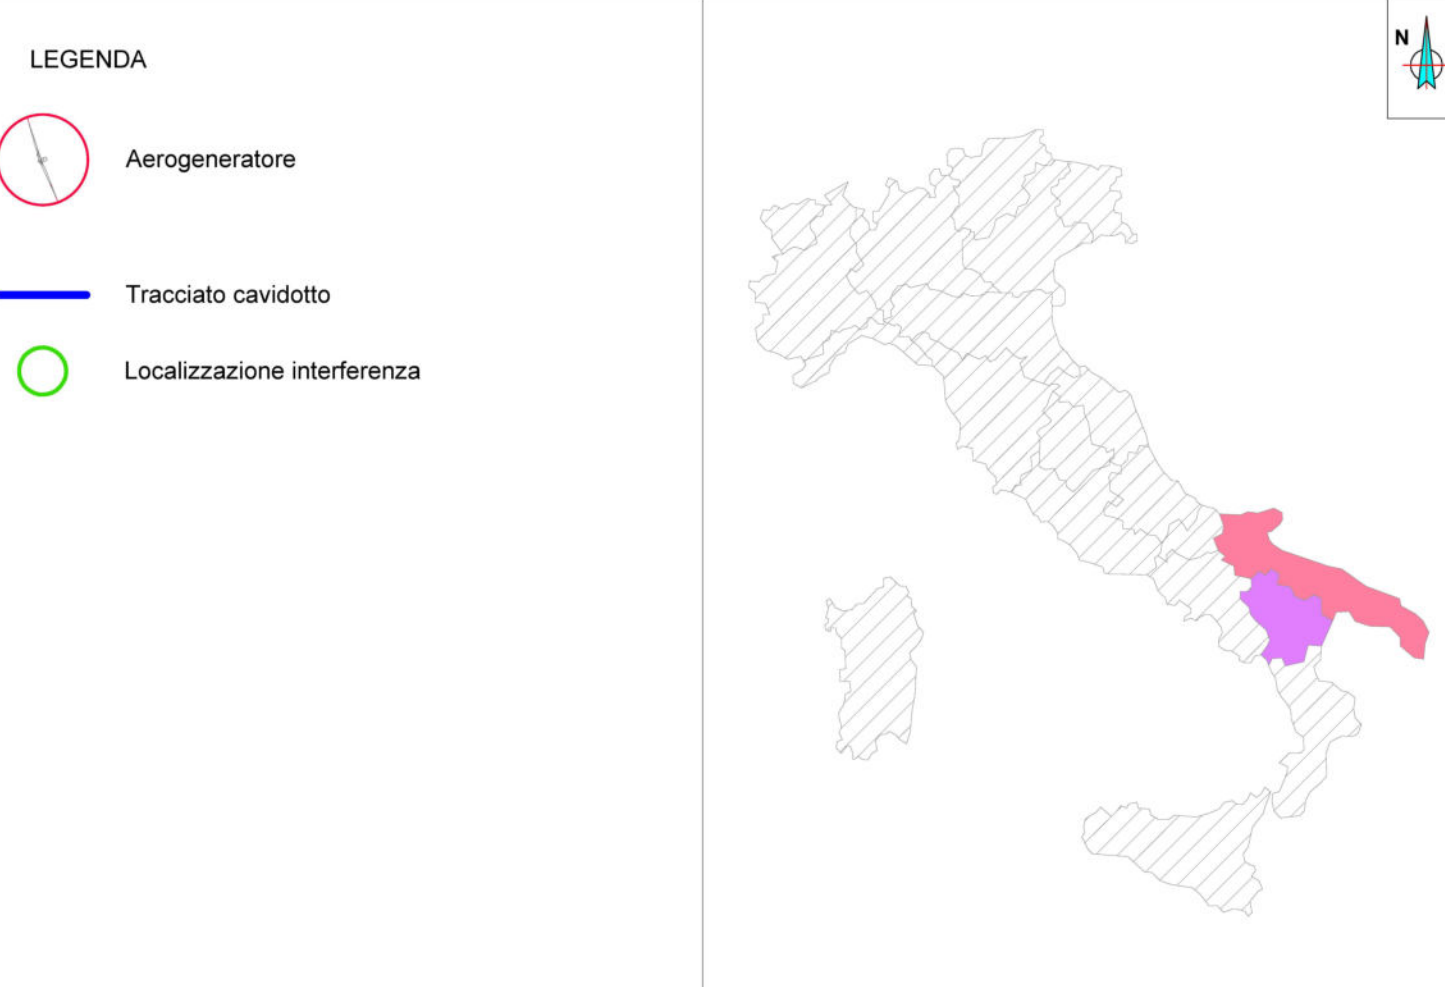 LEGENDA
N
Aerogeneratore
Tracciato cavidotto
Localizzazione interferenza